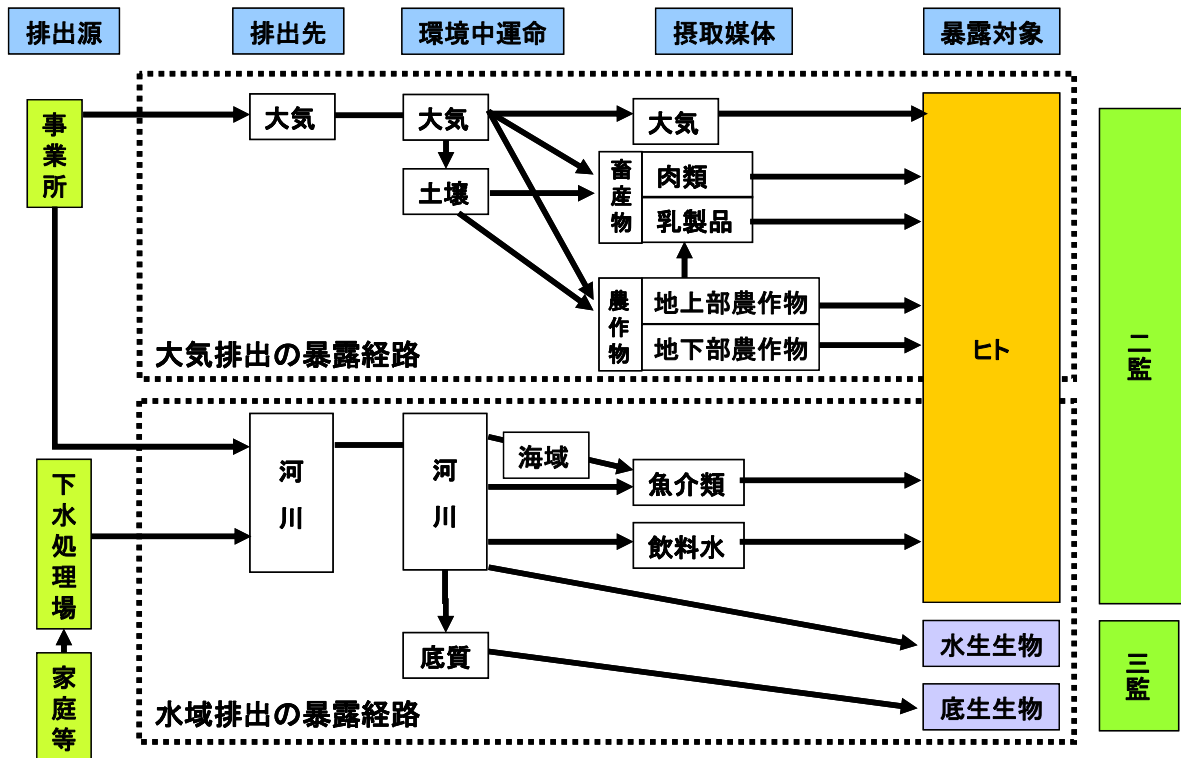 排出源
排出先
環境中運命
摂取媒体
暴露対象
事業所
大気
大気
大気
土壌
畜産物
肉類
乳製品
農作物
地上部農作物
地下部農作物
大気排出の暴露経路
ヒト
二監
河川
河川
海域
魚介類
飲料水
下水処理場
家庭等
底質
水生生物
底生生物
三監
水域排出の暴露経路